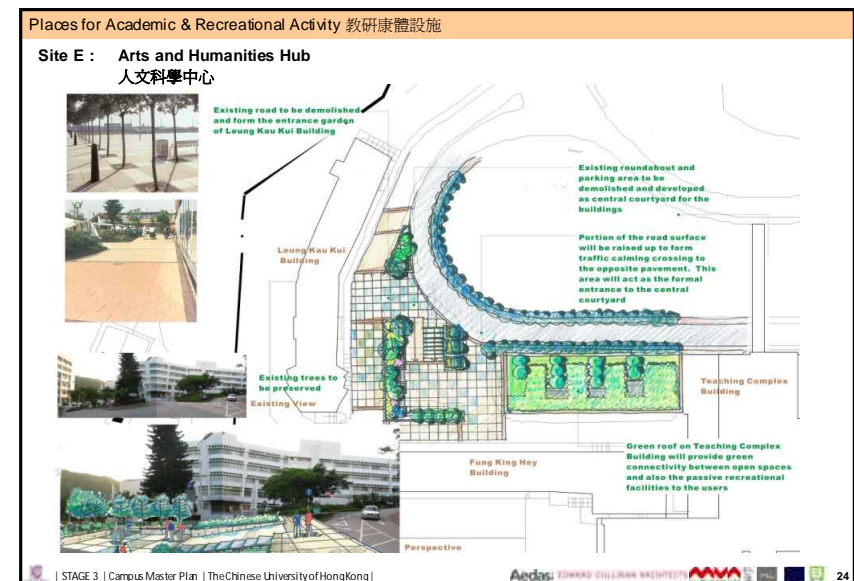 Places for Academic & Recreational Activity 教研康體設施
Site E : Arts and Humanities Hub
人文科學中心
Existing road to be demolished
and form the entrance garden
of Leung Kau Kui Building
Existing roundabout and
parking area to be
demolished and developed
as central courtyard for the
buildings
Portion of the road surface
will be raised up to form
traffic calming crossing to
the opposite pavement. This
area will act as the formal
entrance to the central
courtyard
Leung Kau Kui
Building
Existing trees to
be preserved
Existing View
Teaching Complex
Building
Fung King Hey
Building
Green roof on Teaching Complex
Building will provide green
connectivity between open spaces
and also the passive recreational
facilities to the users
Perspective
| STAGE 3 | Campus Master Plan | The Chinese University of Hong Kong |
Aedas EDWARD CULLINAN ARCHITECTS MVA
24